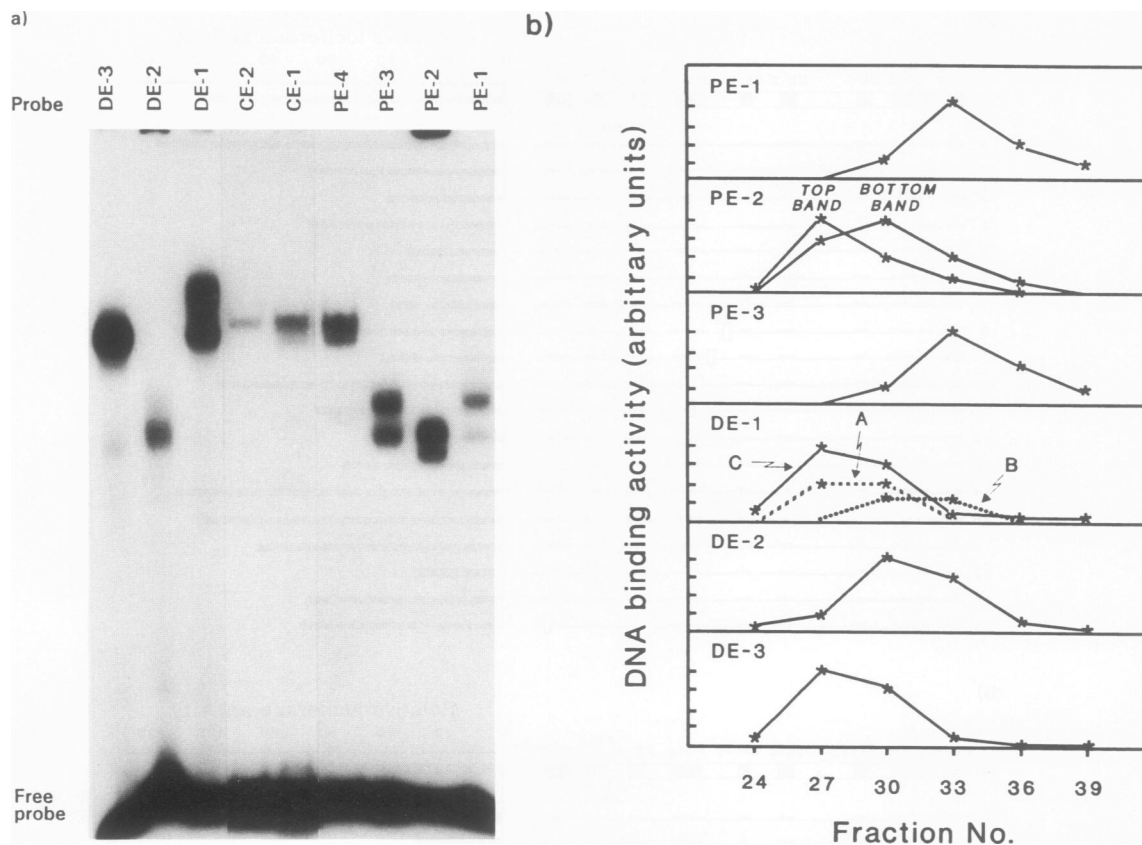 a)
Probe
DE-3
DE-2
DE-1
CE-2
CE-1
PE-4
PE-3
PE-2
PE-1
Free
probe
b)
DNA binding activity (arbitrary units)
PE-1
PE-2
TOP
BAND
BOTTOM
BAND
PE-3
DE-1
A
C
B
DE-2
DE-3
24 27 30 33 36 39
Fraction No.